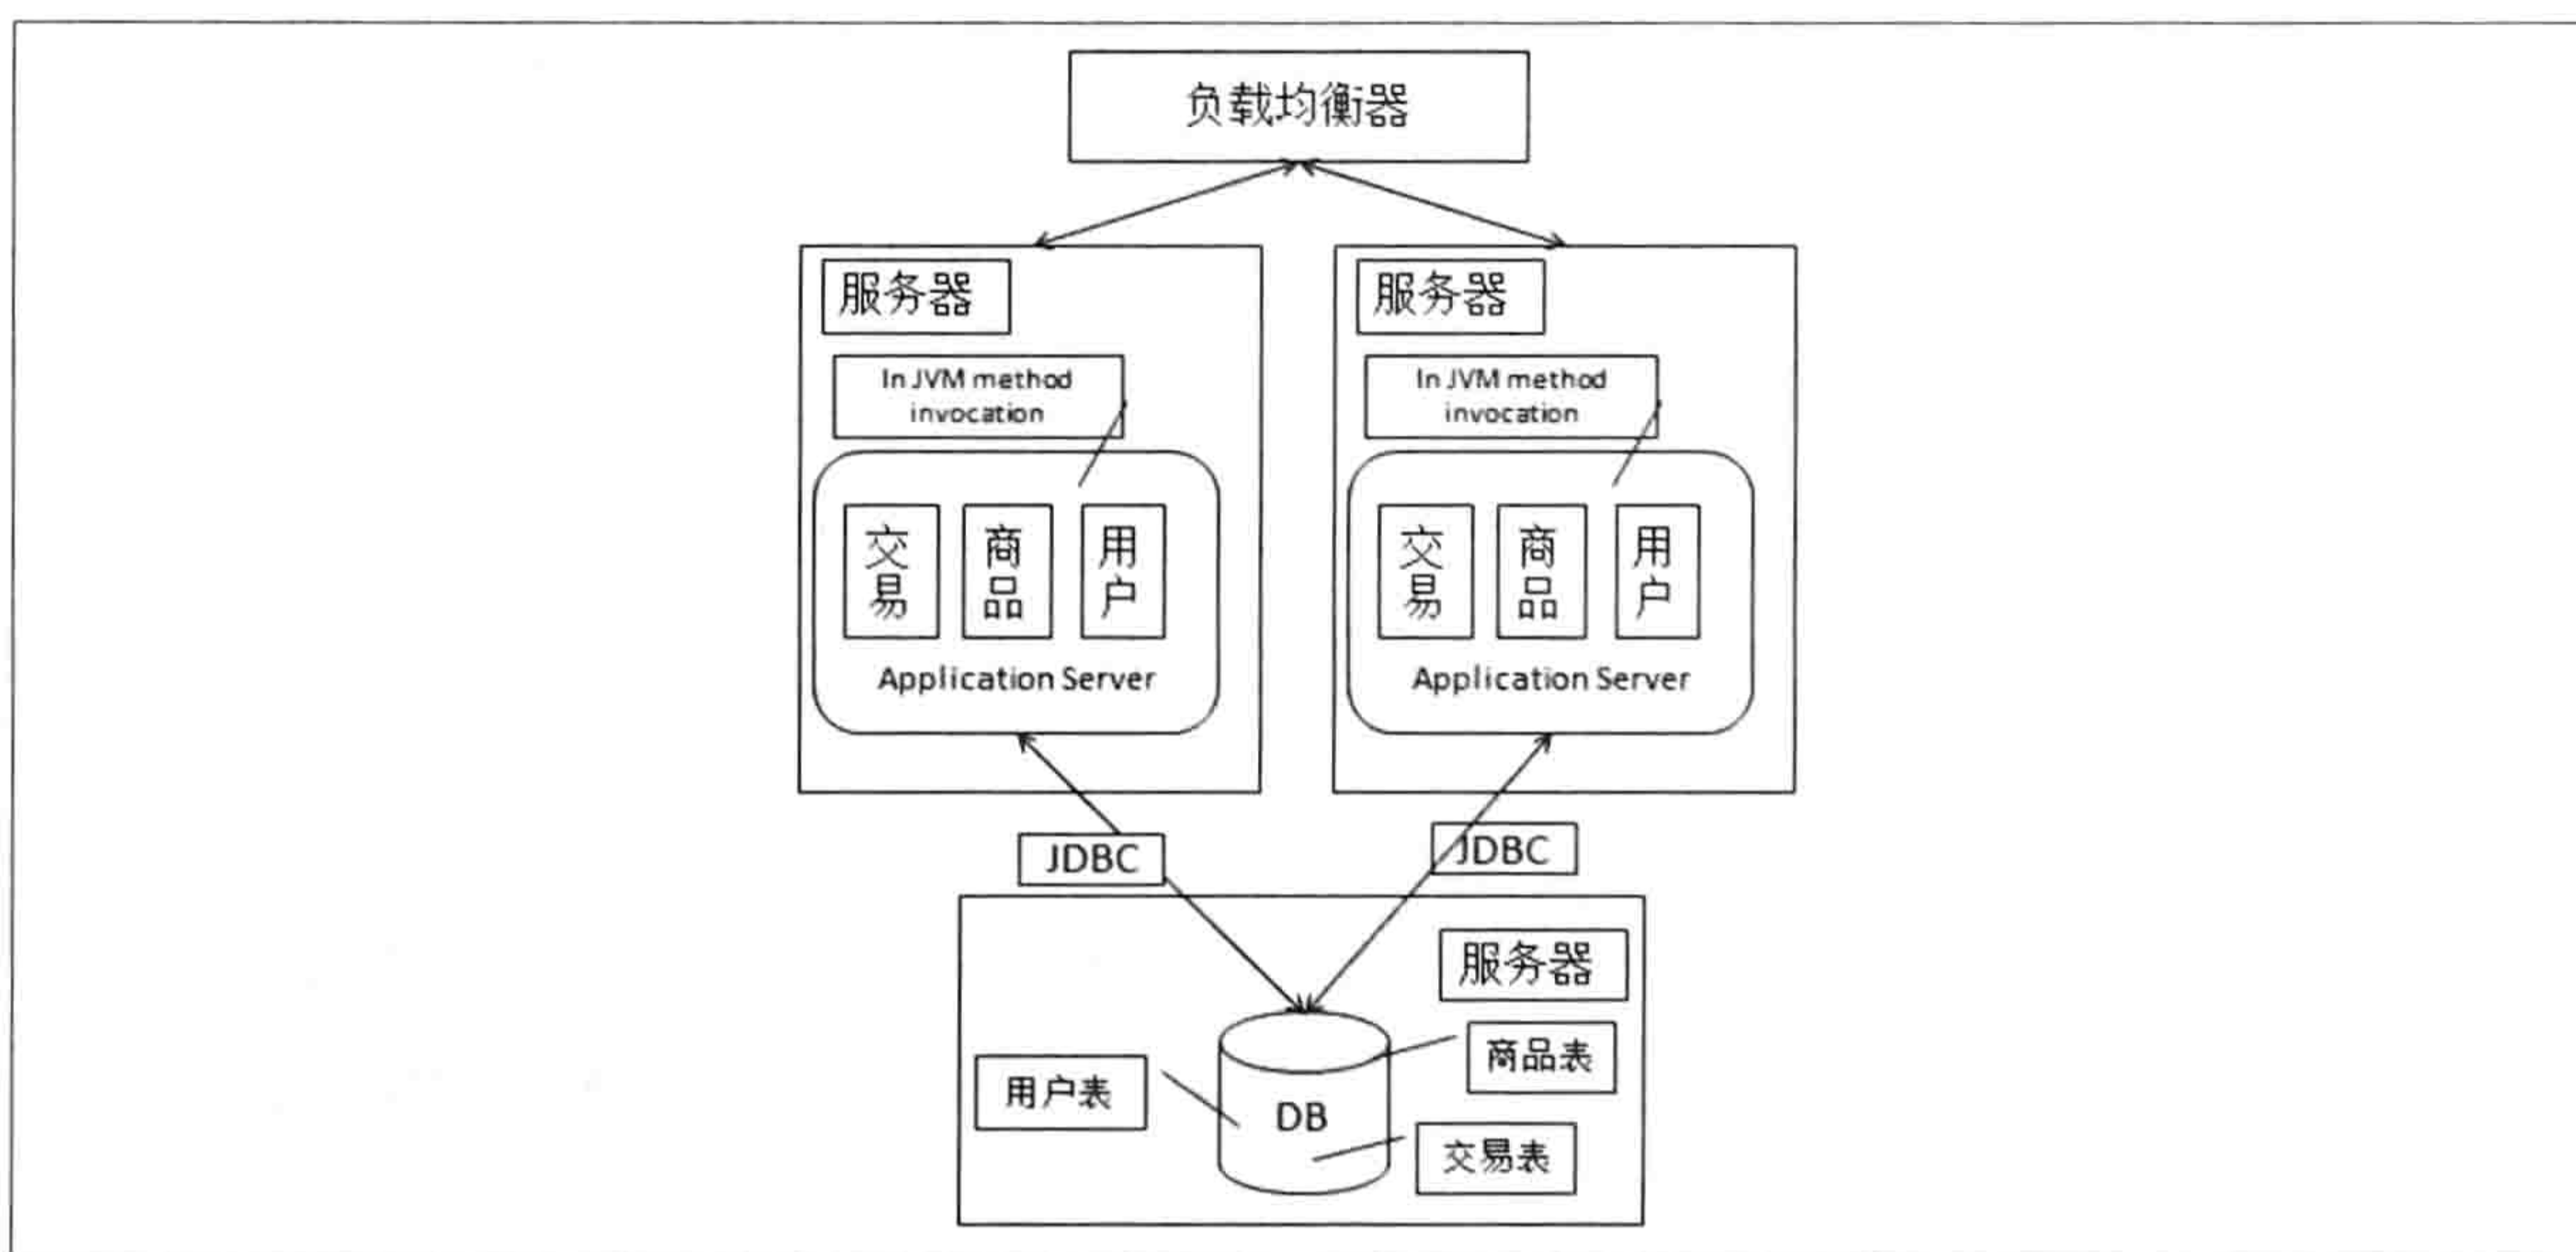 负载均衡器
服务器
In JVM method
invocation
交易
商品
用户
Application Server
服务器
In JVM method
invocation
交易
商品
用户
Application Server
JDBC
JDBC
服务器
用户表
DB
商品表
交易表